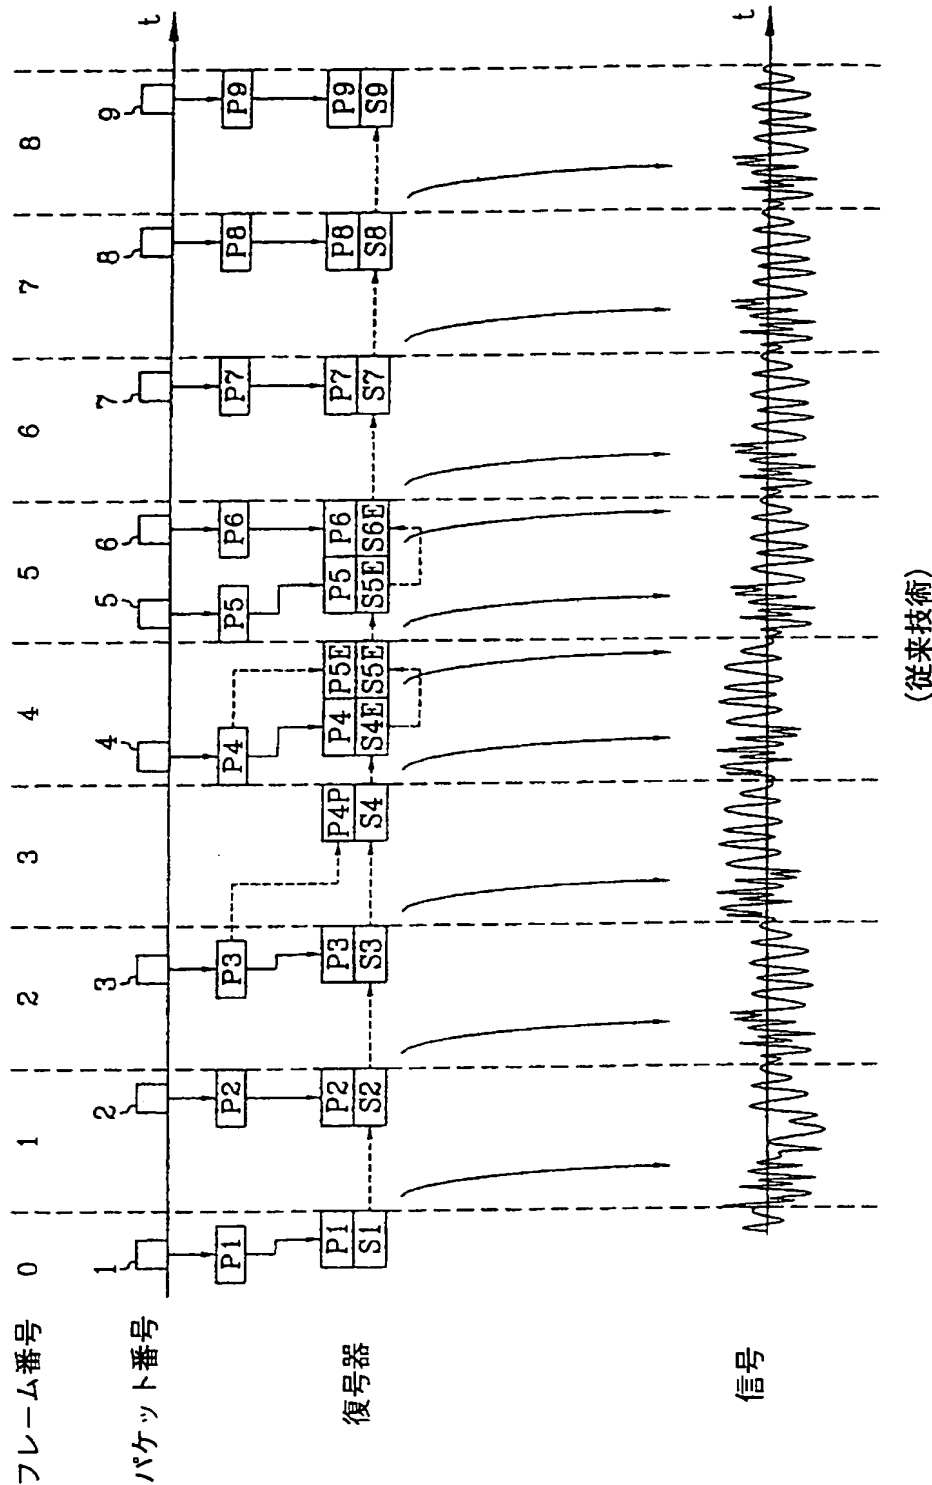 フレーム番号 0 1 2 3 4 5 6 7 8
パケット番号 1 2 3 4 5 6 7 8 9 t
P1 P2 P3 P4 P5 P6 P7 P8 P9
復号器 P1 P2 P3 P4P P4 P5E P5 P6 P7 P8 P9
S1 S2 S3 S4 S4E S5E S5E S6E S7 S8 S9
信号 t
(従来技術)